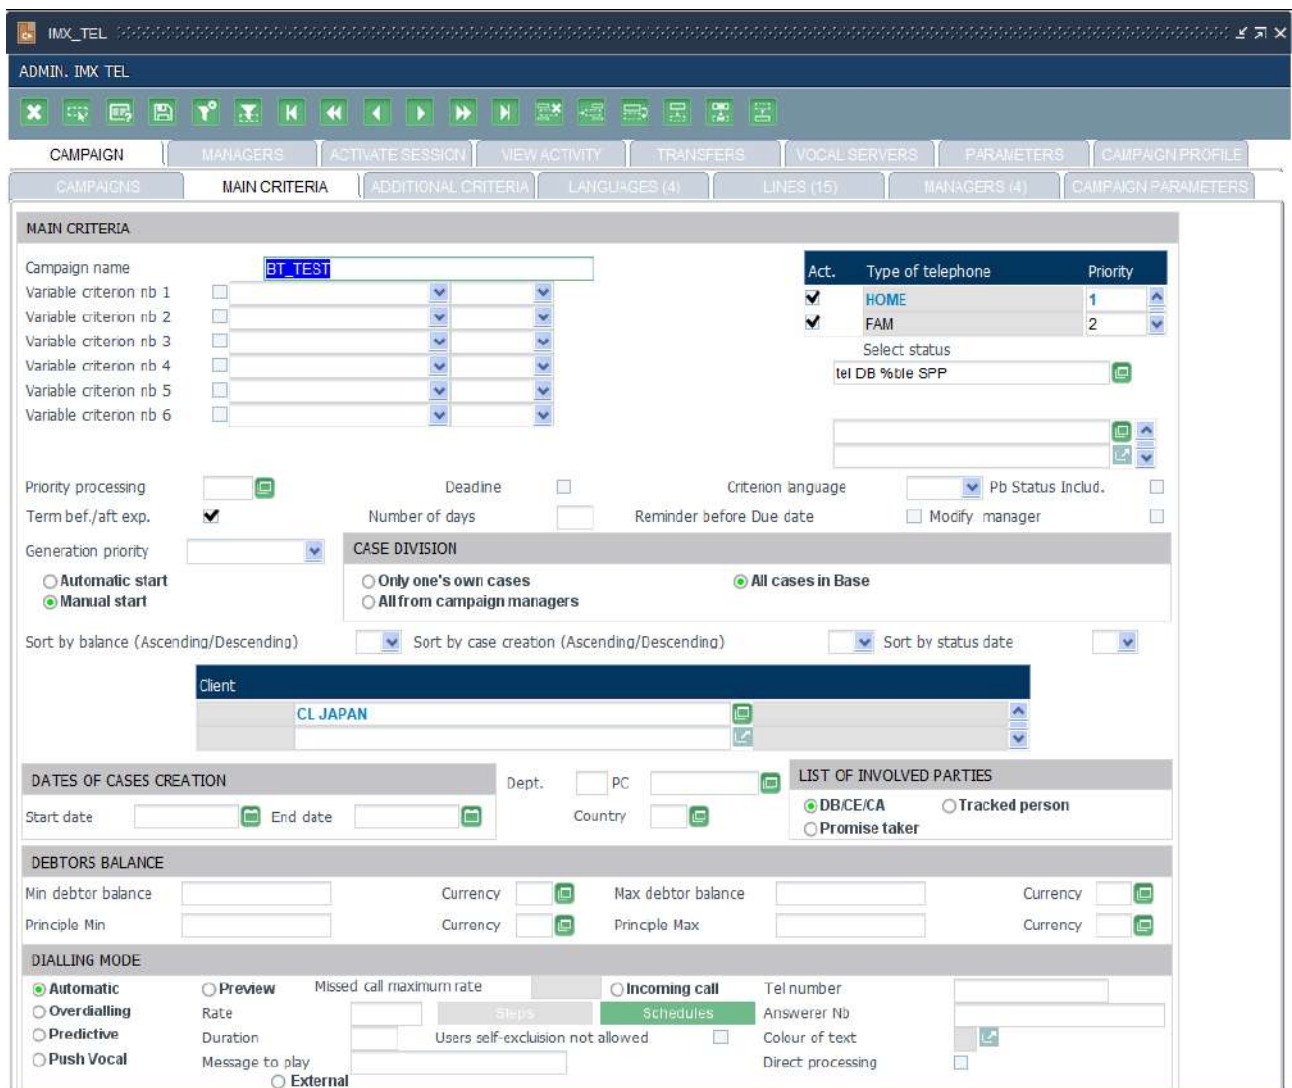 IMX_TEL
ADMIN. IMX TEL
CAMPAIGN MANAGERS ACTIVATE SESSION VIEW ACTIVITY TRANSFERS VOCAL SERVERS PARAMETERS CAMPAIGN PROFILE
CAMPAIGNS MAIN CRITERIA ADDITIONAL CRITERIA LANGUAGES (4) LINES (15) MANAGERS (4) CAMPAIGN PARAMETERS
MAIN CRITERIA
Campaign name BT_TEST Act. Type of telephone Priority
Variable criterion nb 1 HOME 1
Variable criterion nb 2 FAM 2
Variable criterion nb 3 Select status
Variable criterion nb 4 tel DB %ble SPP
Variable criterion nb 5
Variable criterion nb 6
Priority processing Deadine Criterion language Pb Status Includ.
Term bef./aft exp. Number of days Reminder before Due date Modify manager
Generation priority CASE DIVISION
Automatic start Only one's own cases All cases in Base
Manual start All from campaign managers
Sort by balance (Ascending/Descending) Sort by case creation (Ascending/Descending) Sort by status date
Client
CL JAPAN
DATES OF CASES CREATION Dept. PC LIST OF INVOLVED PARTIES
Start date End date Country DB/CE/CA Tracked person
Promise taker
DEBTORS BALANCE
Min debtor balance Currency Max debtor balance Currency
Principle Min Currency Principle Max Currency
DIALLING MODE
Automatic Preview Missed call maximum rate Incoming call Tel number
Overdialling Rate Steps Schedules Answerer Nb
Predictive Duration Users self-excluision not allowed Colour of text
Push Vocal Message to play Direct processing
External